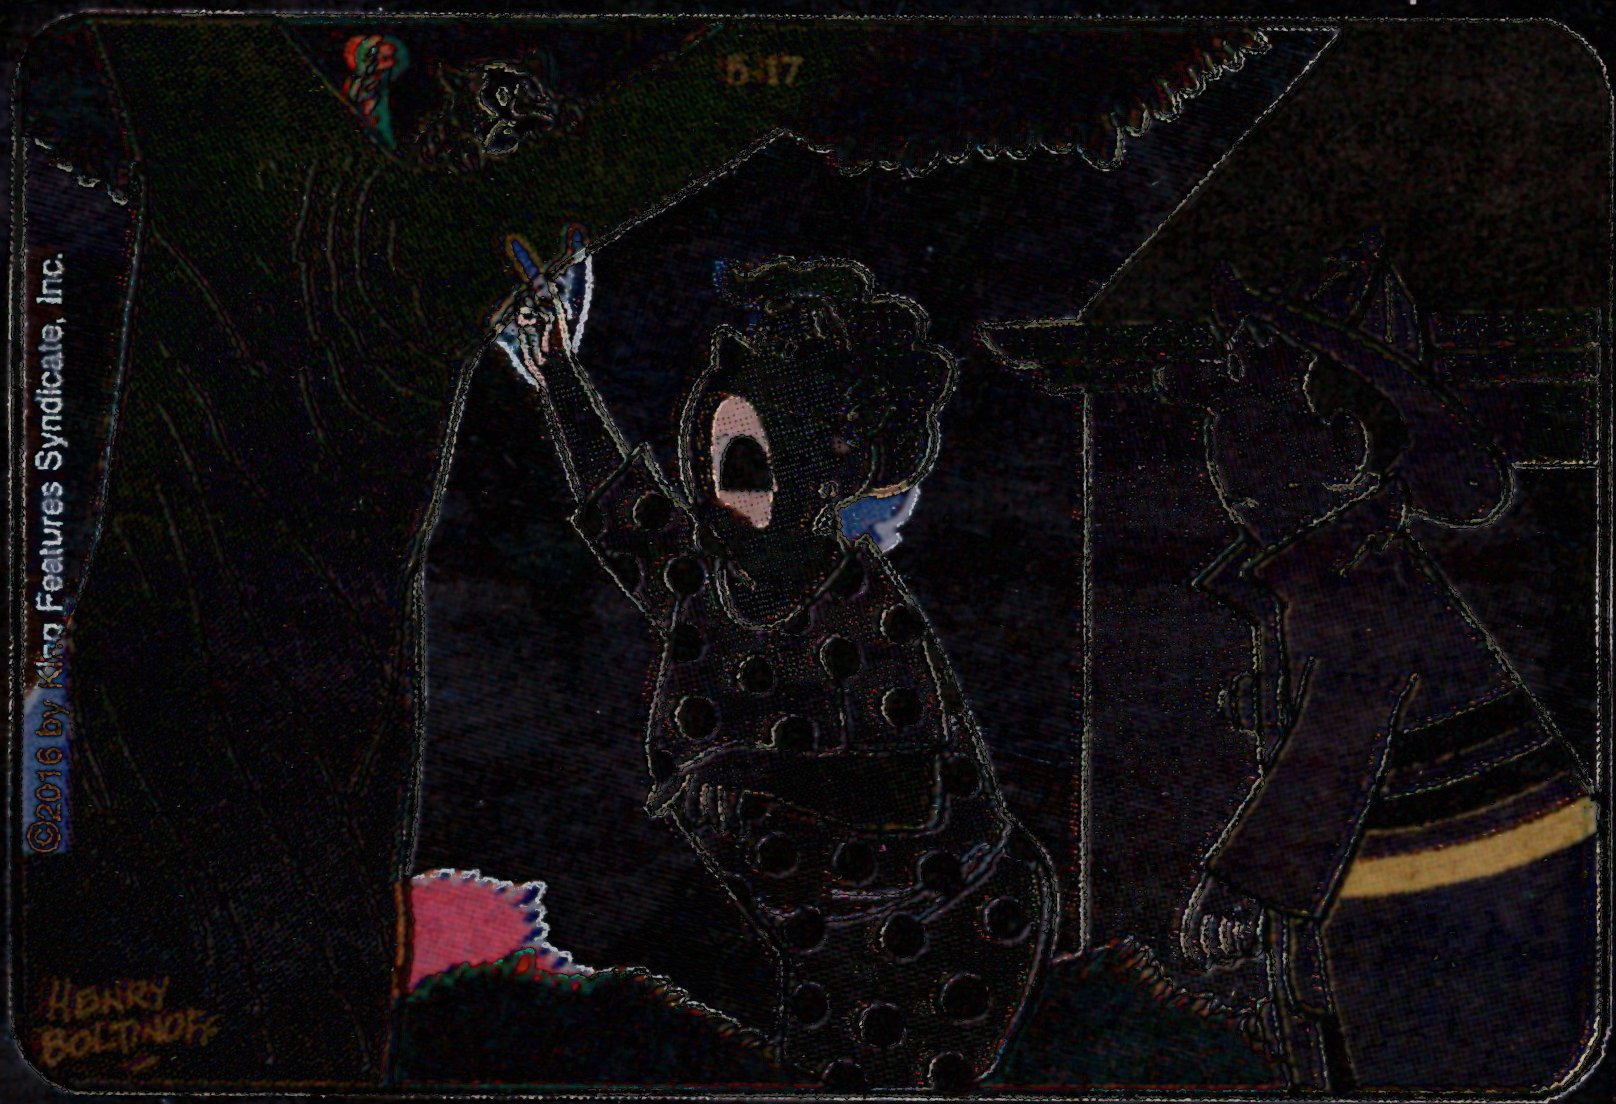 5-17
©2016 by King Features Syndicate, Inc.
HENRY
BOLTINOFF